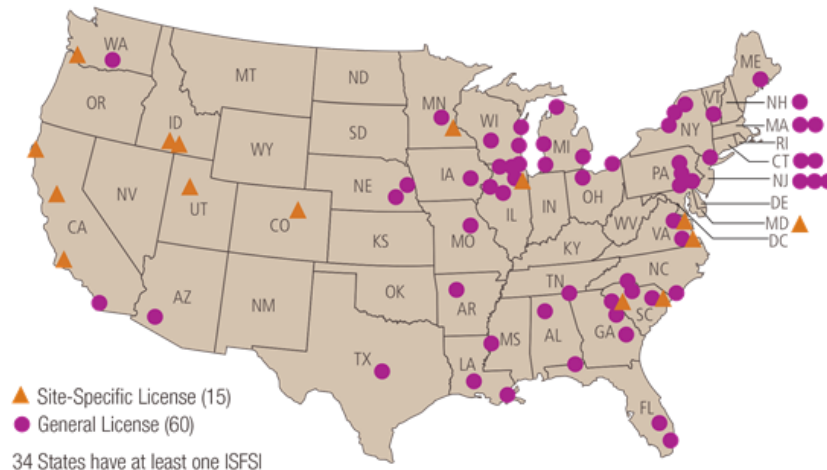 WA
MT
ND
ME
OR
ID
MN
VT
NH
SD
WI
MI
NY
MA
WY
RI
IA
PA
CT
NE
NJ
NV
UT
IL
IN
OH
DE
CA
CO
WV
MD
VA
DC
KS
MO
KY
NC
TN
AZ
NM
OK
AR
SC
MS
AL
GA
TX
LA
FL
Site-Specific License (15)
General License (60)
34 States have at least one ISFSI